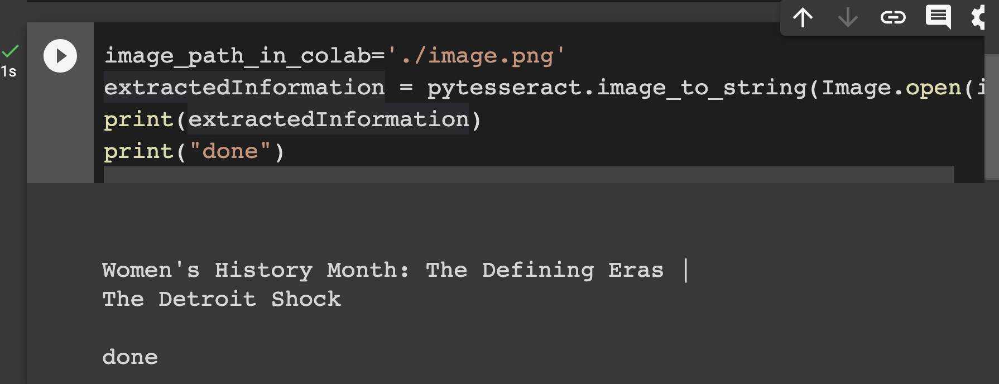 1s
image_path_in_colab='./image.png'
extractedInformation = pytesseract.image_to_string(Image.open(i
print(extractedInformation)
print("done")
Women's History Month: The Defining Eras |
The Detroit Shock
done